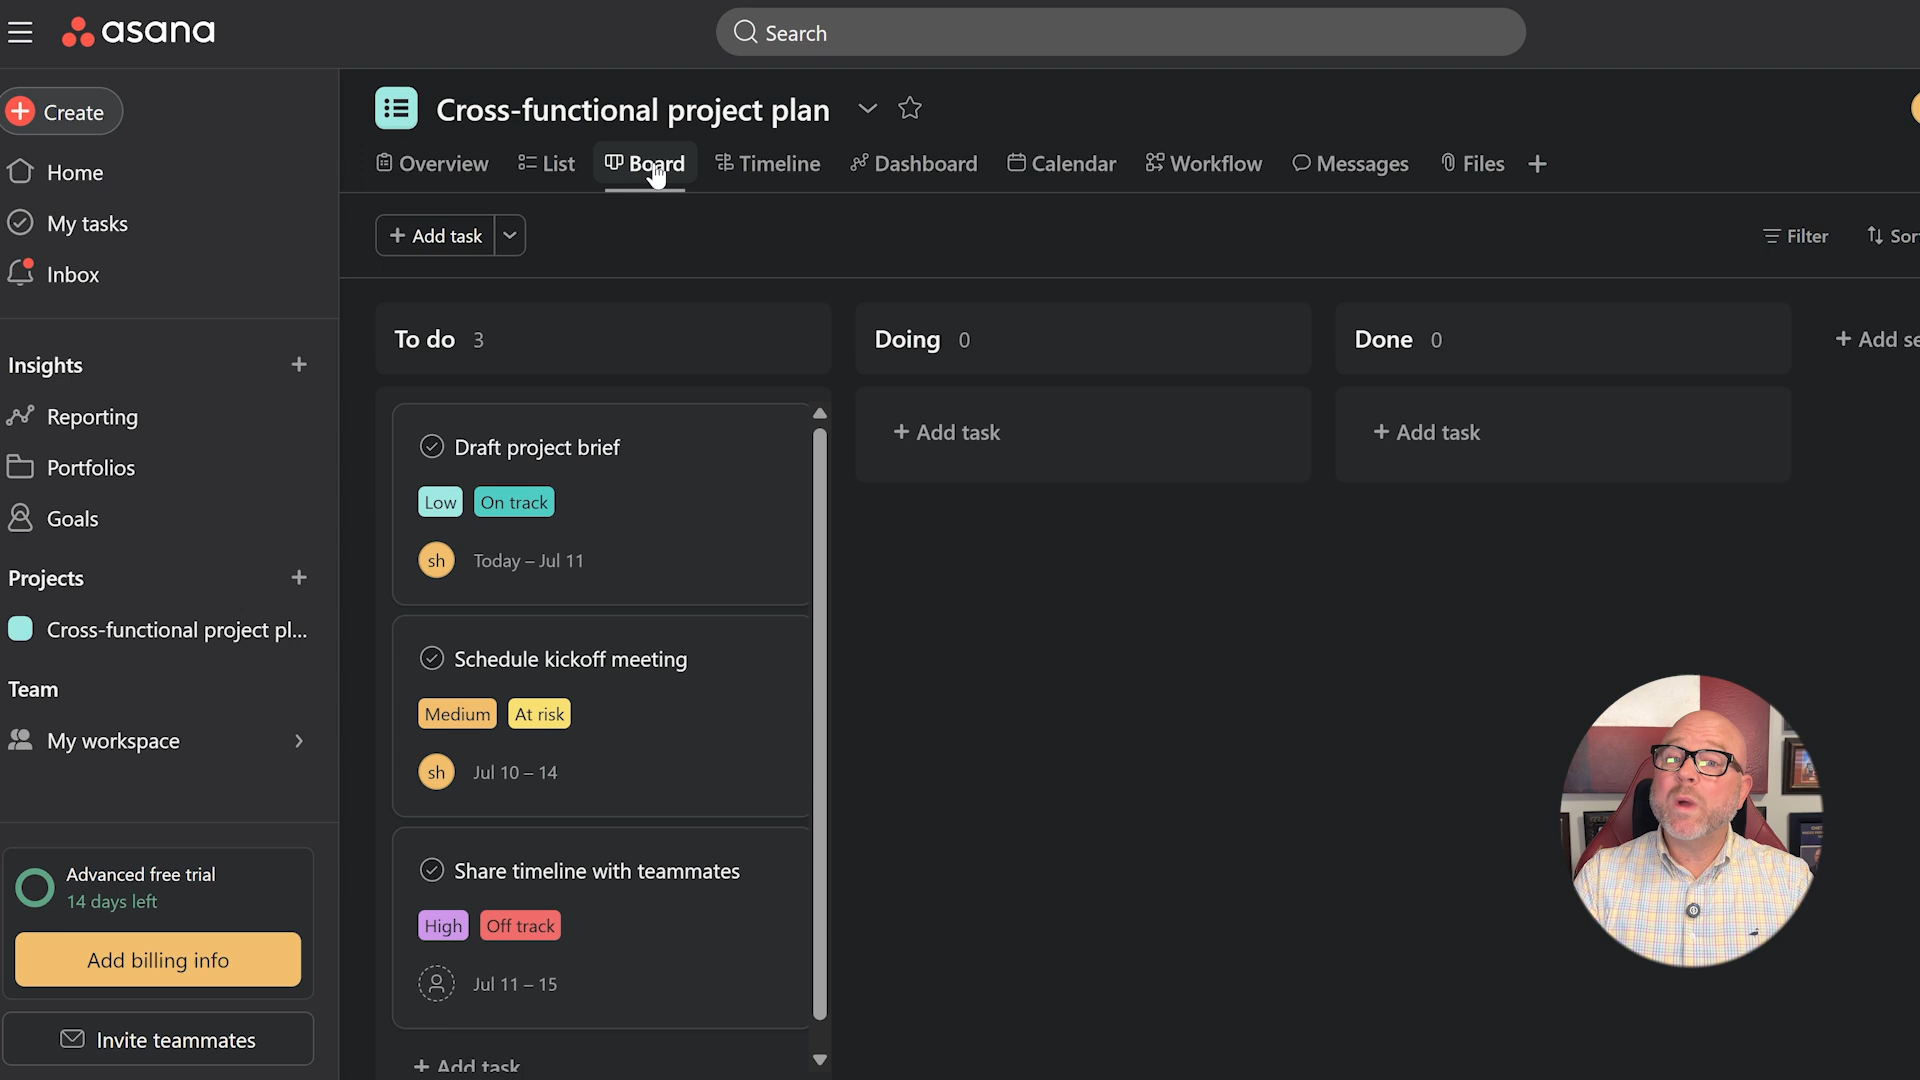 asana
Search
Create
Home
My tasks
Inbox
Insights
Reporting
Portfolios
Goals
Projects
Cross-functional project pl...
Team
My workspace
Advanced free trial
14 days left
Add billing info
Invite teammates
Cross-functional project plan
Overview List Board Timeline Dashboard Calendar Workflow Messages Files
Add task
Filter Sor
To do 3
Doing 0
Done 0
+ Add se
Draft project brief
Low On track
sh Today – Jul 11
Schedule kickoff meeting
Medium At risk
sh Jul 10 – 14
Share timeline with teammates
High Off track
Jul 11 – 15
+ Add task
+ Add task
+ Add task